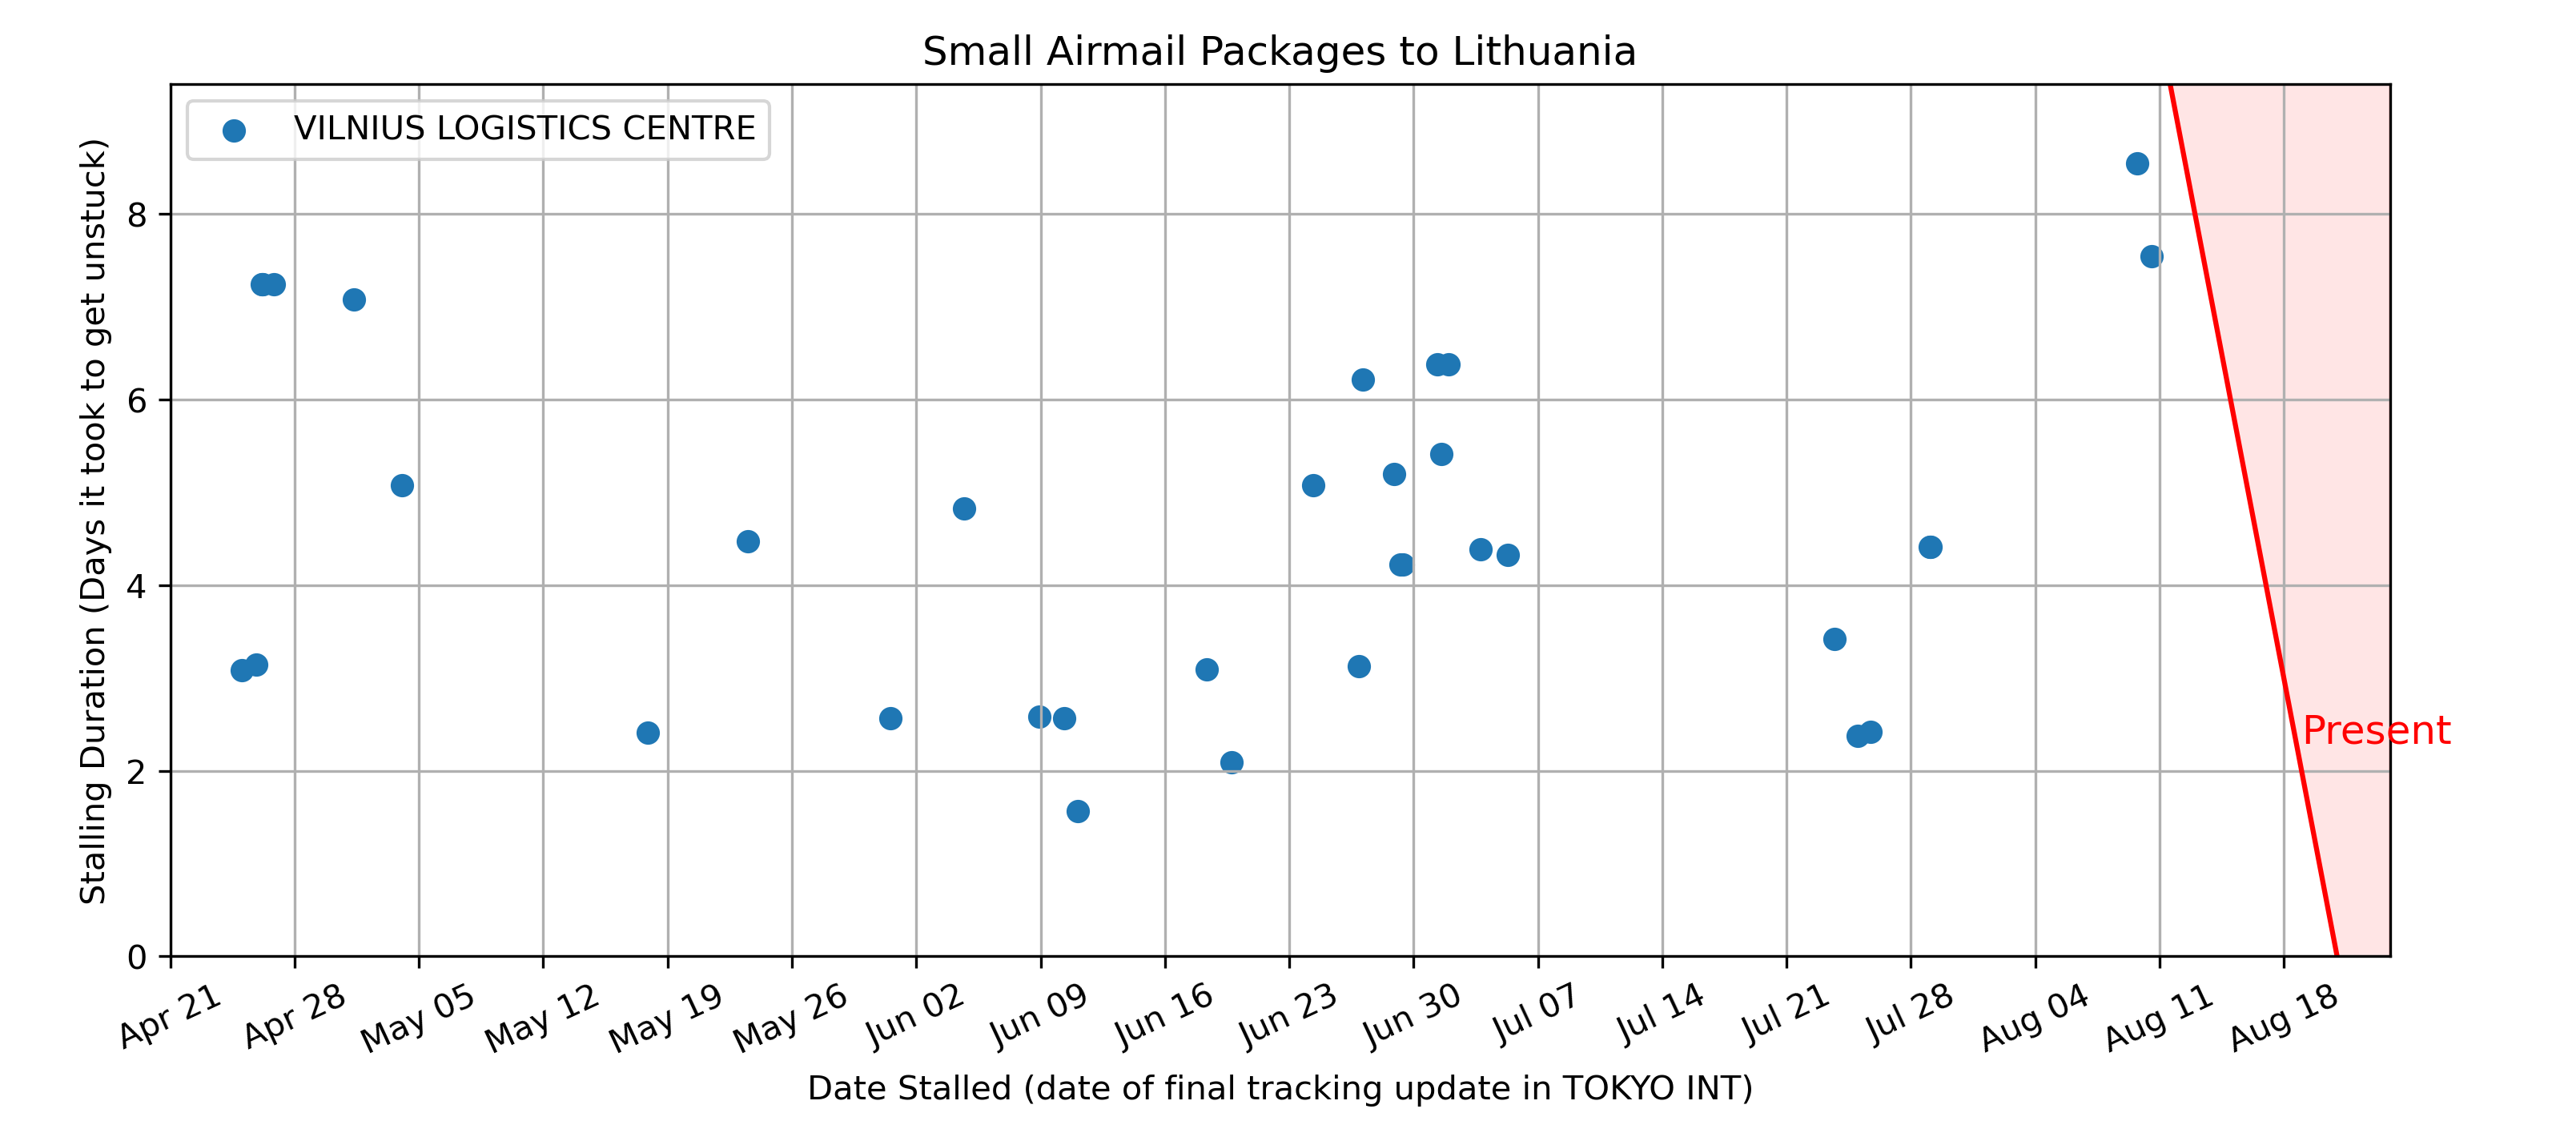 Small Airmail Packages to Lithuania
VILNIUS LOGISTICS CENTRE
Stalling Duration (Days it took to get unstuck)
8
6
4
2
0
Present
Apr 21
Apr 28
May 05
May 12
May 19
May 26
Jun 02
Jun 09
Jun 16
Jun 23
Jun 30
Jul 07
Jul 14
Jul 21
Jul 28
Aug 04
Aug 11
Aug 18
Date Stalled (date of final tracking update in TOKYO INT)